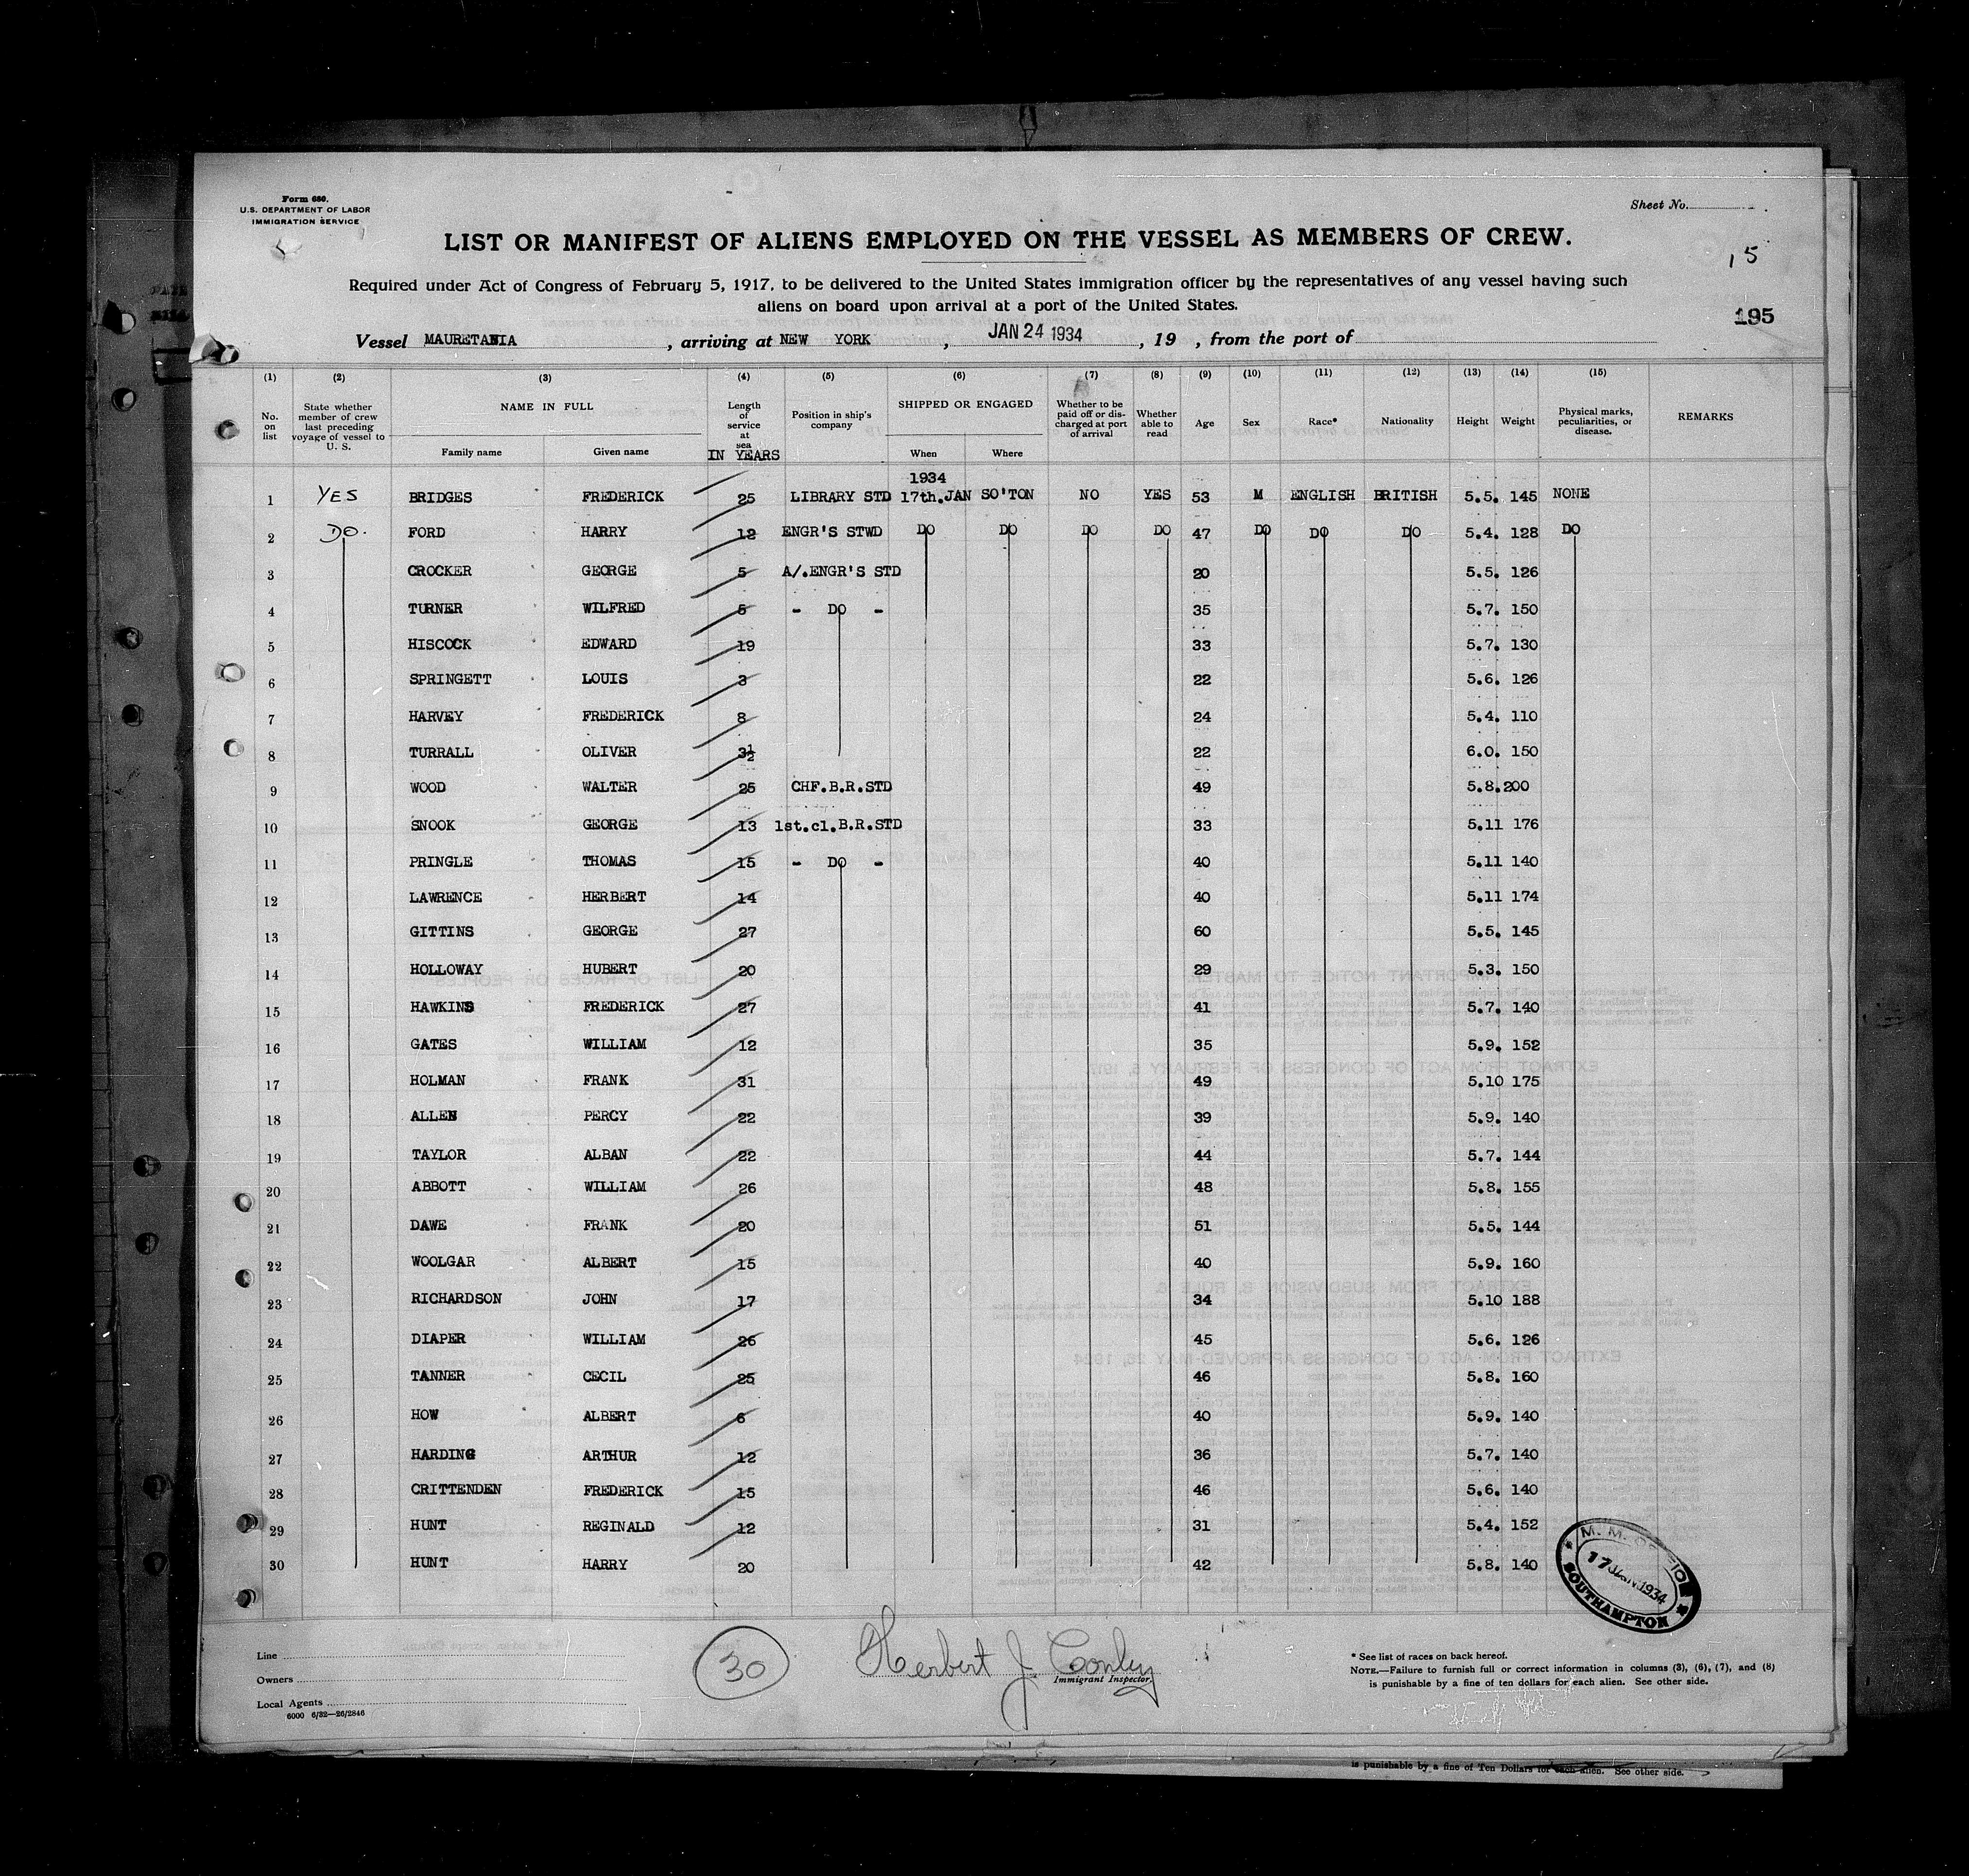 Form 680.
U.S. DEPARTMENT OF LABOR
IMMIGRATION SERVICE
Sheet No.
LIST OR MANIFEST OF ALIENS EMPLOYED ON THE VESSEL AS MEMBERS OF CREW.
15
Required under Act of Congress of February 5, 1917, to be delivered to the United States immigration officer by the representatives of any vessel having such
aliens on board upon arrival at a port of the United States.
195
Vessel MAURETANIA, arriving at NEW YORK, JAN 24 1934, 19 , from the port of
(1) (2) (3) (4) (5) (6) (7) (8) (9) (10) (11) (12) (13) (14) (15)
No. on list State whether member of crew last preceding voyage of vessel to U. S. NAME IN FULL Family name Given name Length of service at sea IN YEARS Position in ship's company SHIPPED OR ENGAGED When Where Whether to be paid off or discharged at port of arrival Whether able to read Age Sex Race* Nationality Height Weight Physical marks, peculiarities, or disease. REMARKS
1934
1 YES BRIDGES FREDERICK 25 LIBRARY STD 17th.JAN SO'TON NO YES 53 M ENGLISH BRITISH 5.5. 145 NONE
2 DO. FORD HARRY 12 ENGR'S STWD DO DO DO DO 47 DO DO DO 5.4. 128 DO
3 CROCKER GEORGE 5 A/.ENGR'S STD 20 5.5. 126
4 TURNER WILFRED 5 - DO - 35 5.7. 150
5 HISCOCK EDWARD 19 33 5.7. 130
6 SPRINGETT LOUIS 3 22 5.6. 126
7 HARVEY FREDERICK 8 24 5.4. 110
8 TURRALL OLIVER 3½ 22 6.0. 150
9 WOOD WALTER 25 CHF.B.R.STD 49 5.8.200
10 SNOOK GEORGE 13 1st.cl.B.R.STD 33 5.11 176
11 PRINGLE THOMAS 15 - DO - 40 5.11 140
12 LAWRENCE HERBERT 14 40 5.11 174
13 GITTINS GEORGE 27 60 5.5. 145
14 HOLLOWAY HUBERT 20 29 5.3. 150
15 HAWKINS FREDERICK 27 41 5.7. 140
16 GATES WILLIAM 12 35 5.9. 152
17 HOLMAN FRANK 31 49 5.10 175
18 ALLEN PERCY 22 39 5.9. 140
19 TAYLOR ALBAN 22 44 5.7. 144
20 ABBOTT WILLIAM 26 48 5.8. 155
21 DAWE FRANK 20 51 5.5. 144
22 WOOLGAR ALBERT 15 40 5.9. 160
23 RICHARDSON JOHN 17 34 5.10 188
24 DIAPER WILLIAM 26 45 5.6. 126
25 TANNER CECIL 25 46 5.8. 160
26 HOW ALBERT 6 40 5.9. 140
27 HARDING ARTHUR 12 36 5.7. 140
28 CRITTENDEN FREDERICK 15 46 5.6. 140
29 HUNT REGINALD 12 31 5.4. 152
30 HUNT HARRY 20 42 5.8. 140
M. M. OFFICE
17 JAN.1934
SOUTHAMPTON
30
Herbert J. Conley
Immigrant Inspector.
Line
Owners
Local Agents
6000 6/32—26/2846
* See list of races on back hereof.
NOTE.—Failure to furnish full or correct information in columns (3), (6), (7), and (8)
is punishable by a fine of ten dollars for each alien. See other side.
is punishable by a fine of Ten Dollars for each alien. See other side.